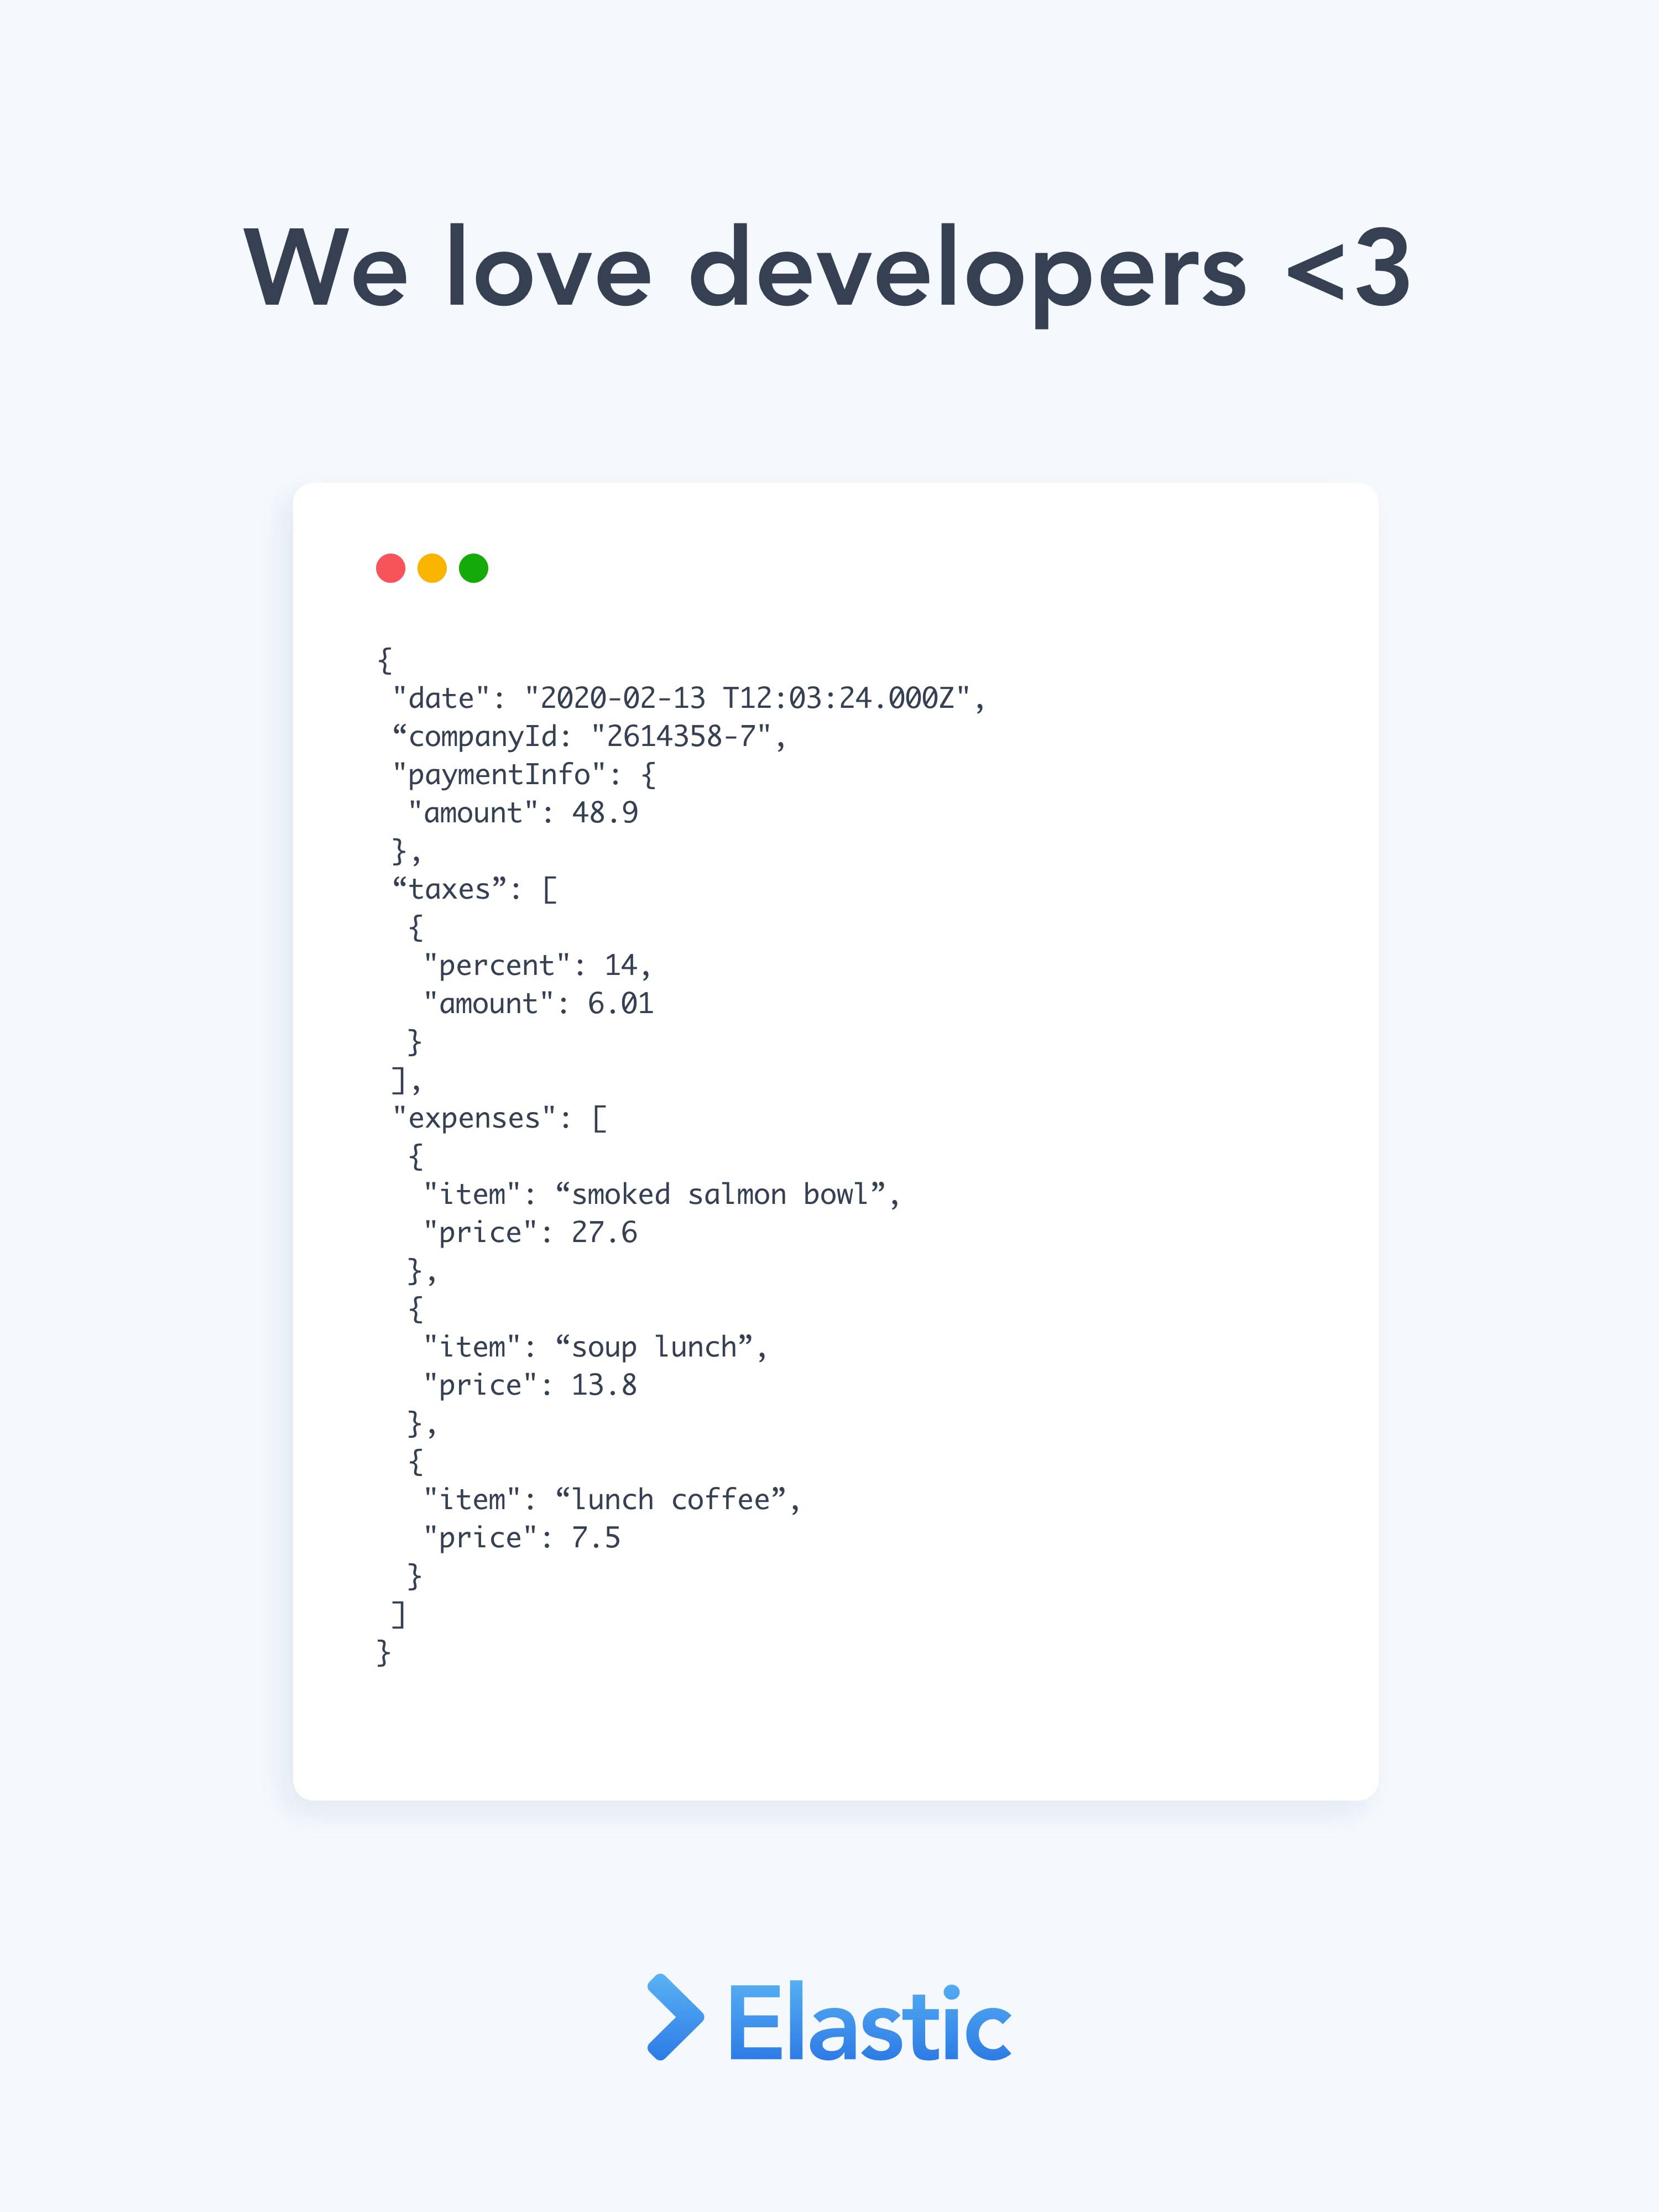 We love developers <3
{
"date": "2020-02-13 T12:03:24.000Z",
“companyId: "2614358-7",
"paymentInfo": {
"amount": 48.9
},
“taxes”: [
{
"percent": 14,
"amount": 6.01
}
],
"expenses": [
{
"item": “smoked salmon bowl”,
"price": 27.6
},
{
"item": “soup lunch”,
"price": 13.8
},
{
"item": “lunch coffee”,
"price": 7.5
}
]
}
Elastic